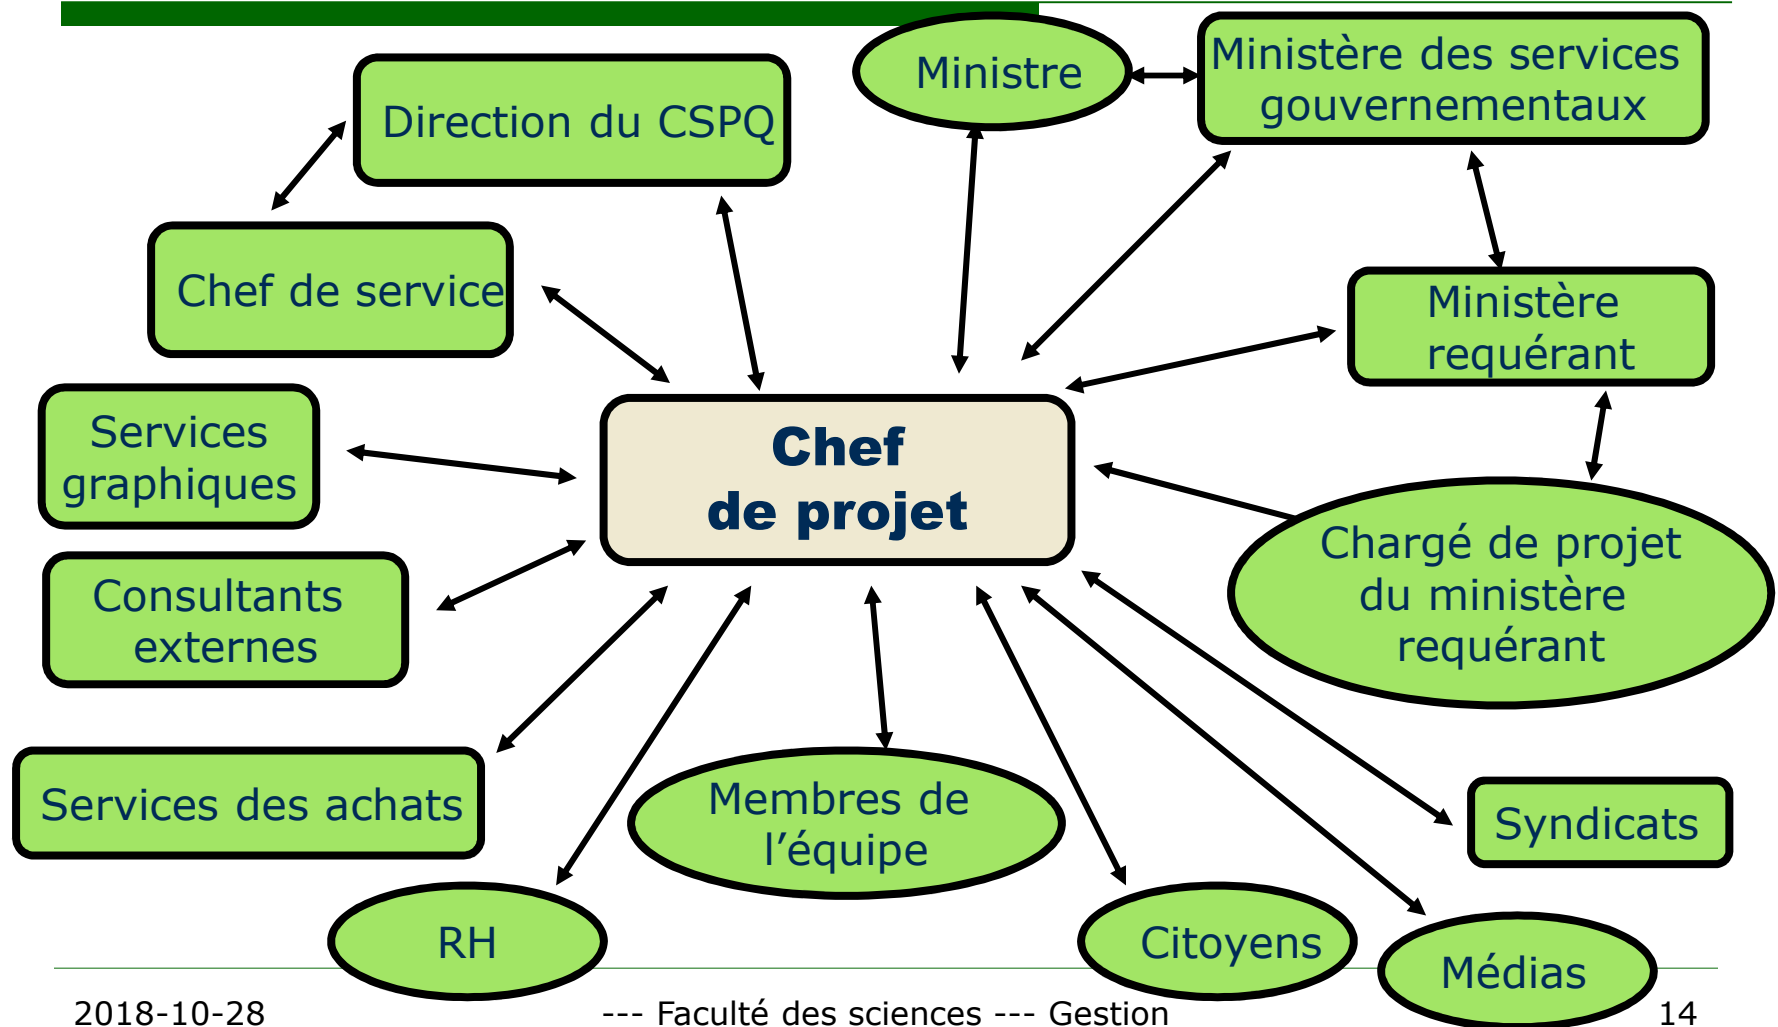 Ministre
Ministère des services
gouvernementaux
Direction du CSPQ
Chef de service
Ministère
requérant
Services
graphiques
Chef
de projet
Chargé de projet
du ministère
requérant
Consultants
externes
Services des achats
Membres de
l’équipe
Syndicats
RH
Citoyens
Médias
2018-10-28
--- Faculté des sciences --- Gestion
14